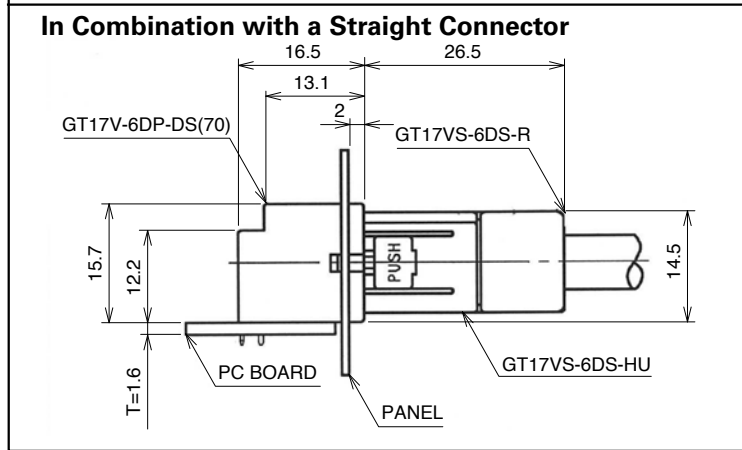 In Combination with a Straight Connector
16.5
26.5
13.1
2
GT17V-6DP-DS(70)
GT17VS-6DS-R
15.7
12.2
PUSH
14.5
T=1.6
PC BOARD
GT17VS-6DS-HU
PANEL